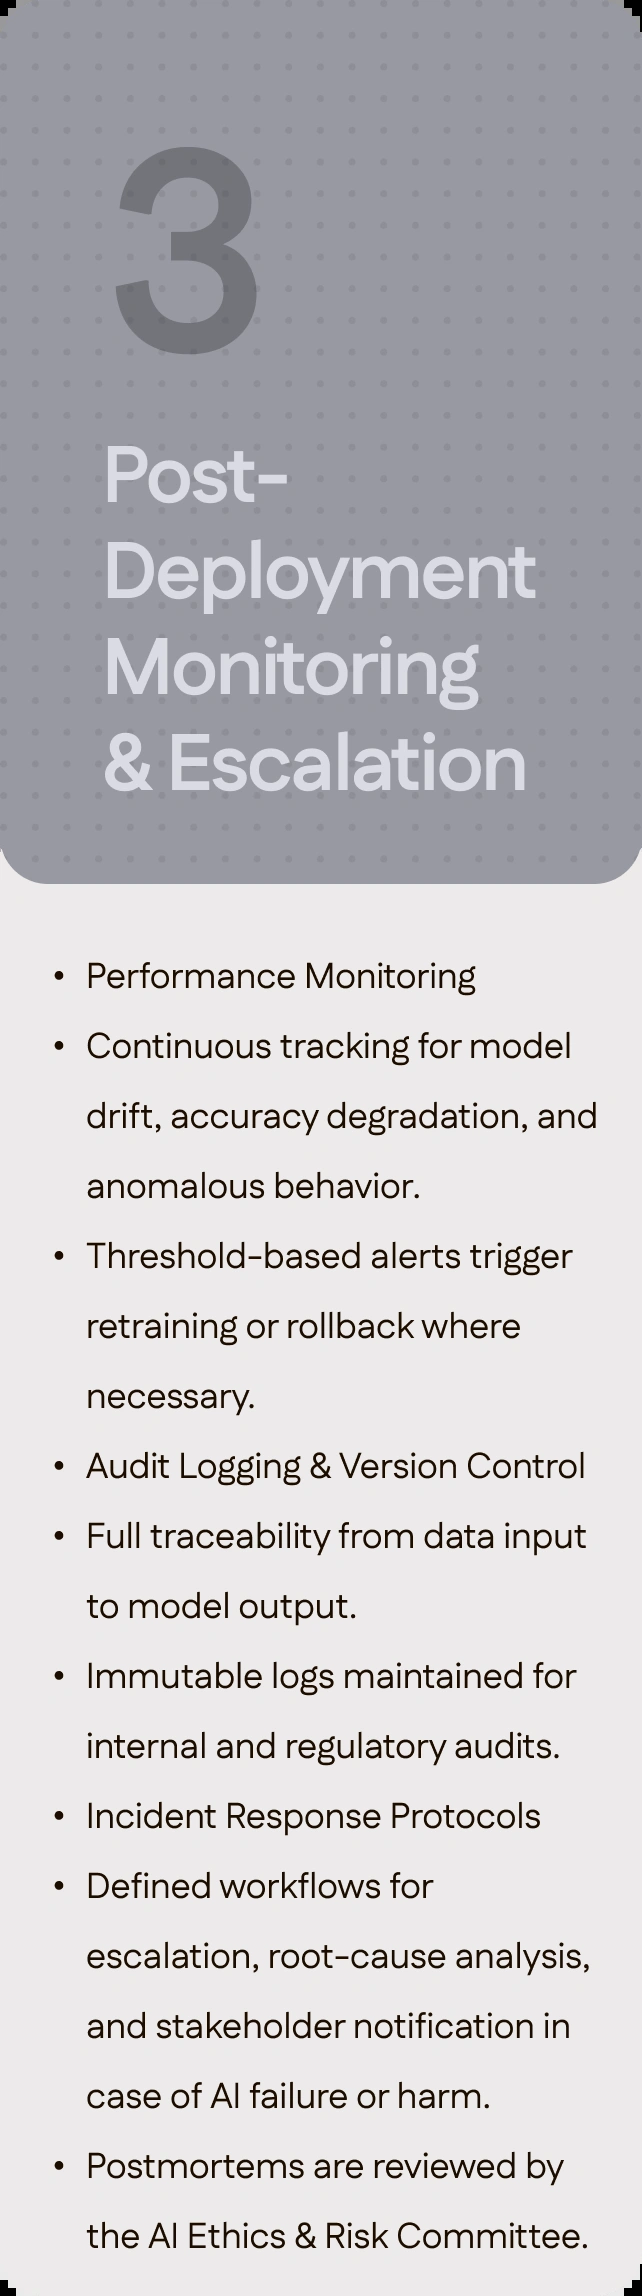 3
Post-
Deployment
Monitoring
& Escalation
• Performance Monitoring
• Continuous tracking for model
drift, accuracy degradation, and
anomalous behavior.
• Threshold-based alerts trigger
retraining or rollback where
necessary.
• Audit Logging & Version Control
• Full traceability from data input
to model output.
• Immutable logs maintained for
internal and regulatory audits.
• Incident Response Protocols
• Defined workflows for
escalation, root-cause analysis,
and stakeholder notification in
case of AI failure or harm.
• Postmortems are reviewed by
the AI Ethics & Risk Committee.